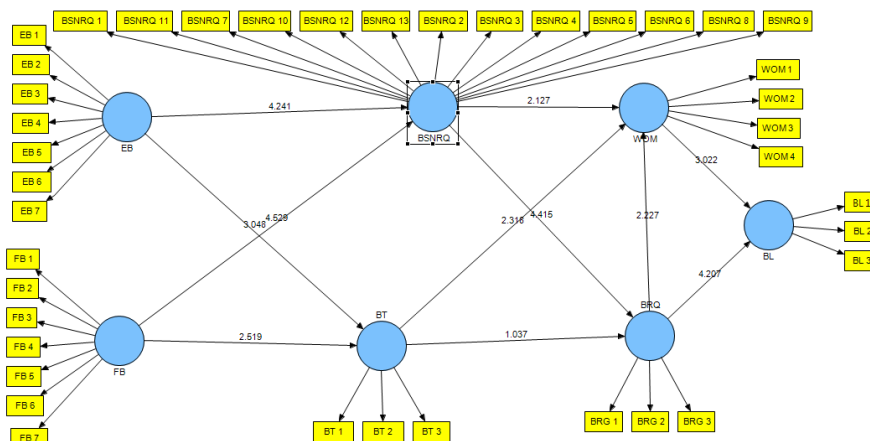 BSNRQ 1
BSNRQ 11
BSNRQ 7
BSNRQ 10
BSNRQ 12
BSNRQ 13
BSNRQ 2
BSNRQ 3
BSNRQ 4
BSNRQ 5
BSNRQ 6
BSNRQ 8
BSNRQ 9
EB 1
EB 2
EB 3
EB 4
EB 5
EB 6
EB 7
EB
4.241
BSNRQ
2.127
WOM
WOM 1
WOM 2
WOM 3
WOM 4
3.022
3.048
4.529
2.316
4.415
2.227
BL 1
BL 2
BL 3
BL
4.207
FB 1
FB 2
FB 3
FB 4
FB 5
FB 6
FB 7
FB
2.519
BT
1.037
BRQ
BT 1
BT 2
BT 3
BRG 1
BRG 2
BRG 3